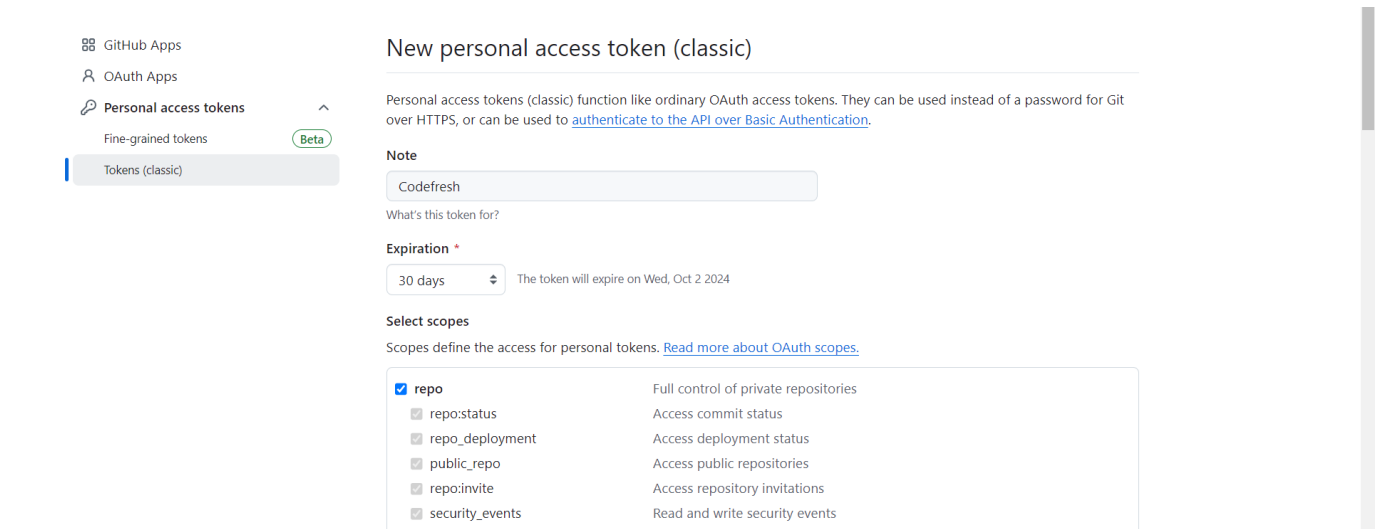 GitHub Apps
OAuth Apps
Personal access tokens
Fine-grained tokens Beta
Tokens (classic)
New personal access token (classic)
Personal access tokens (classic) function like ordinary OAuth access tokens. They can be used instead of a password for Git
over HTTPS, or can be used to authenticate to the API over Basic Authentication.
Note
Codefresh
What's this token for?
Expiration *
30 days The token will expire on Wed, Oct 2 2024
Select scopes
Scopes define the access for personal tokens. Read more about OAuth scopes.
repo Full control of private repositories
repo:status Access commit status
repo_deployment Access deployment status
public_repo Access public repositories
repo:invite Access repository invitations
security_events Read and write security events